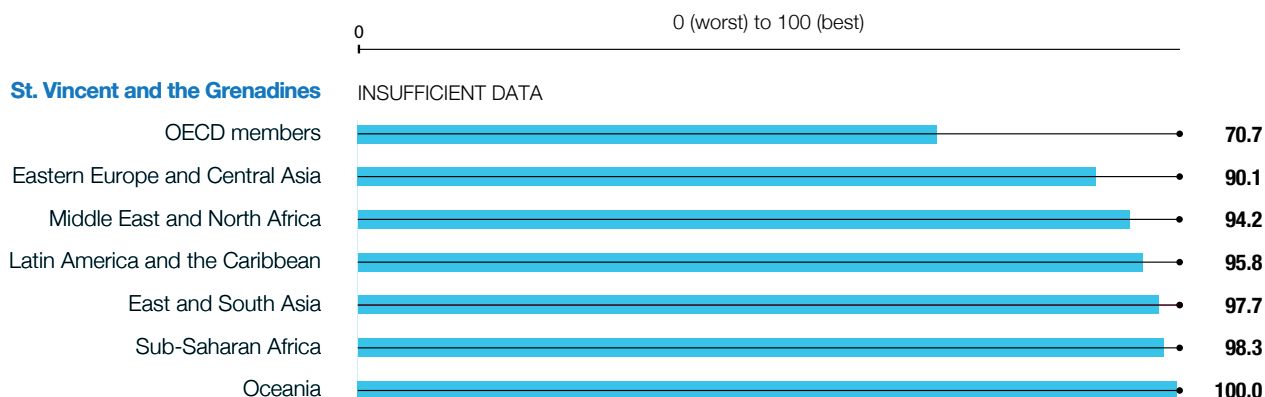 0 (worst) to 100 (best)
0
St. Vincent and the Grenadines INSUFFICIENT DATA
OECD members 70.7
Eastern Europe and Central Asia 90.1
Middle East and North Africa 94.2
Latin America and the Caribbean 95.8
East and South Asia 97.7
Sub-Saharan Africa 98.3
Oceania 100.0